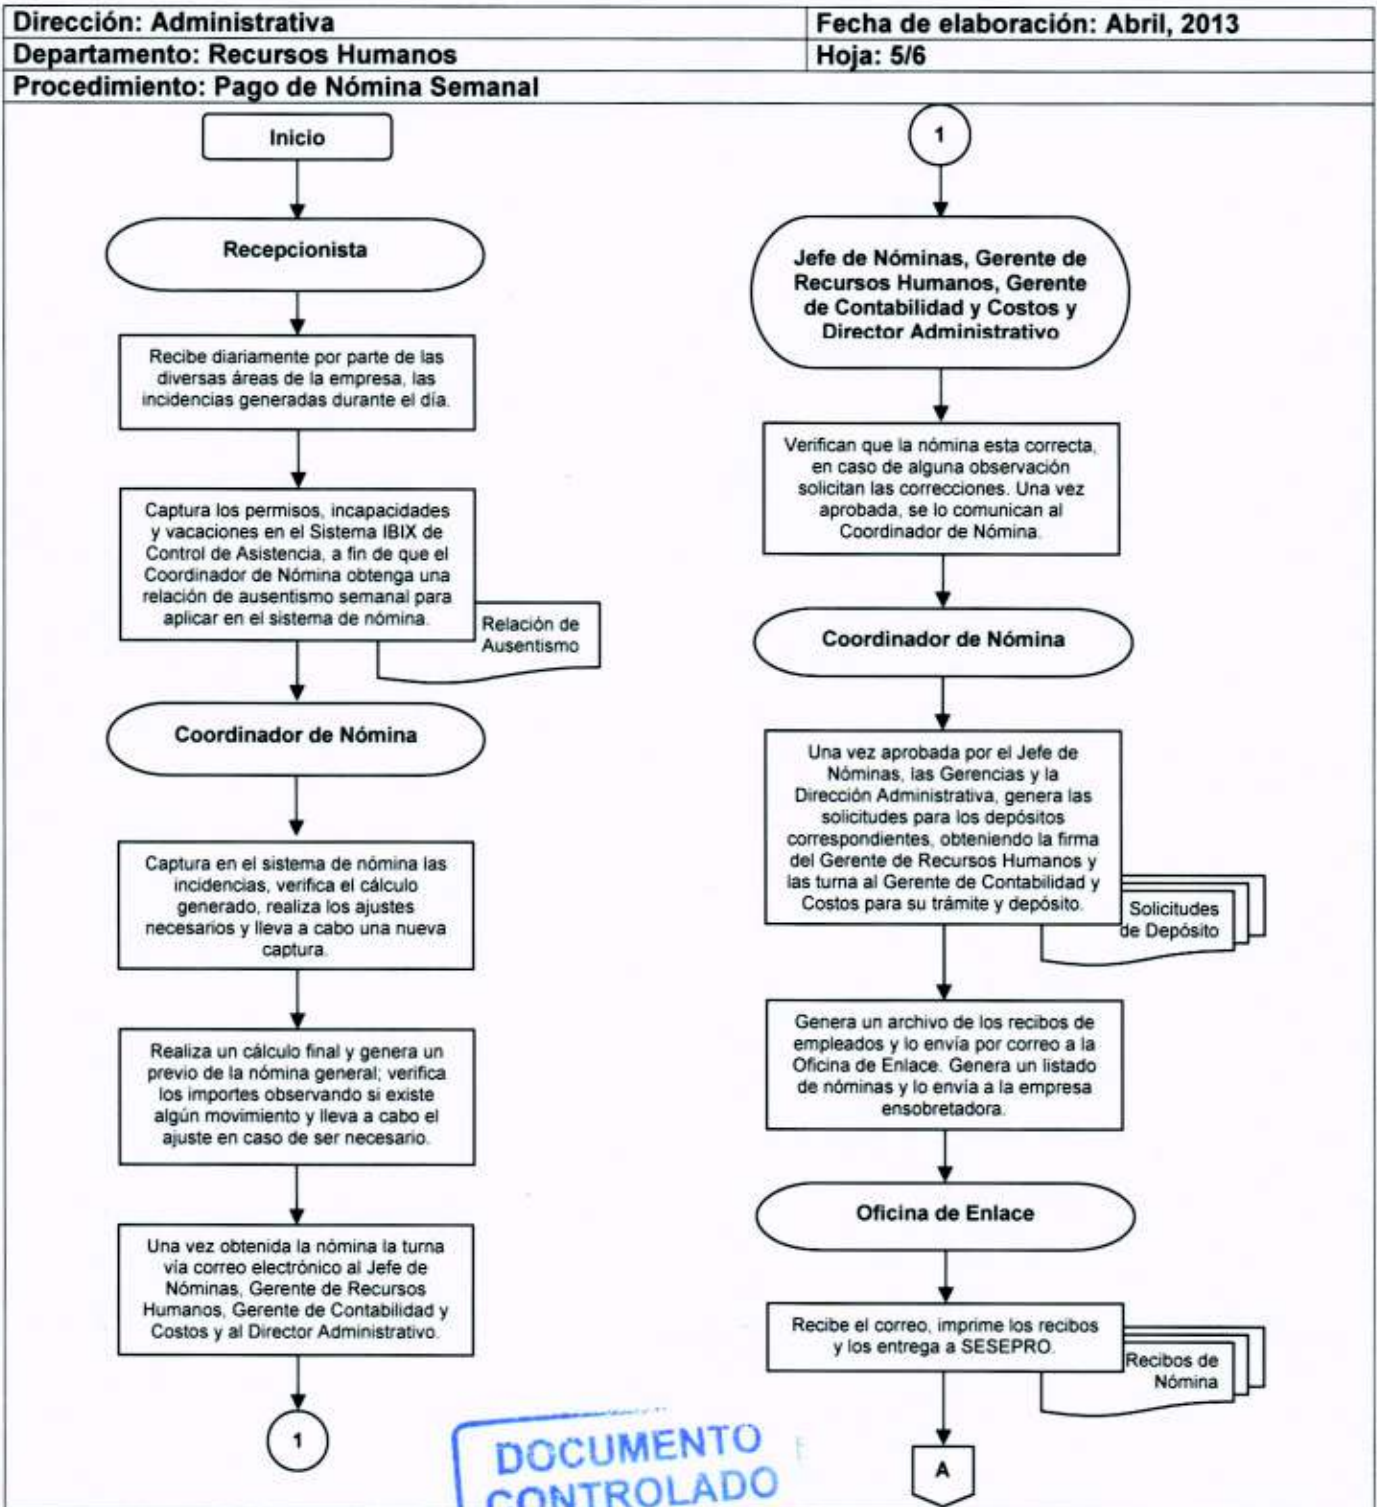 Dirección: Administrativa
Fecha de elaboración: Abril, 2013
Departamento: Recursos Humanos
Hoja: 5/6
Procedimiento: Pago de Nómina Semanal
Inicio
Recepcionista
Recibe diariamente por parte de las
diversas áreas de la empresa, las
incidencias generadas durante el día.
Captura los permisos, incapacidades
y vacaciones en el Sistema IBIX de
Control de Asistencia, a fin de que el
Coordinador de Nómina obtenga una
relación de ausentismo semanal para
aplicar en el sistema de nómina.
Relación de
Ausentismo
Coordinador de Nómina
Captura en el sistema de nómina las
incidencias, verifica el cálculo
generado, realiza los ajustes
necesarios y lleva a cabo una nueva
captura.
Realiza un cálculo final y genera un
previo de la nómina general; verifica
los importes observando si existe
algún movimiento y lleva a cabo el
ajuste en caso de ser necesario.
Una vez obtenida la nómina la turna
vía correo electrónico al Jefe de
Nóminas, Gerente de Recursos
Humanos, Gerente de Contabilidad y
Costos y al Director Administrativo.
1
1
Jefe de Nóminas, Gerente de
Recursos Humanos, Gerente
de Contabilidad y Costos y
Director Administrativo
Verifican que la nómina esta correcta,
en caso de alguna observación
solicitan las correcciones. Una vez
aprobada, se lo comunican al
Coordinador de Nómina.
Coordinador de Nómina
Una vez aprobada por el Jefe de
Nóminas, las Gerencias y la
Dirección Administrativa, genera las
solicitudes para los depósitos
correspondientes, obteniendo la firma
del Gerente de Recursos Humanos y
las turna al Gerente de Contabilidad y
Costos para su trámite y depósito.
Solicitudes
de Depósito
Genera un archivo de los recibos de
empleados y lo envía por correo a la
Oficina de Enlace. Genera un listado
de nóminas y lo envía a la empresa
ensobretadora.
Oficina de Enlace
Recibe el correo, imprime los recibos
y los entrega a SESEPRO.
Recibos de
Nómina
A
DOCUMENTO
CONTROLADO